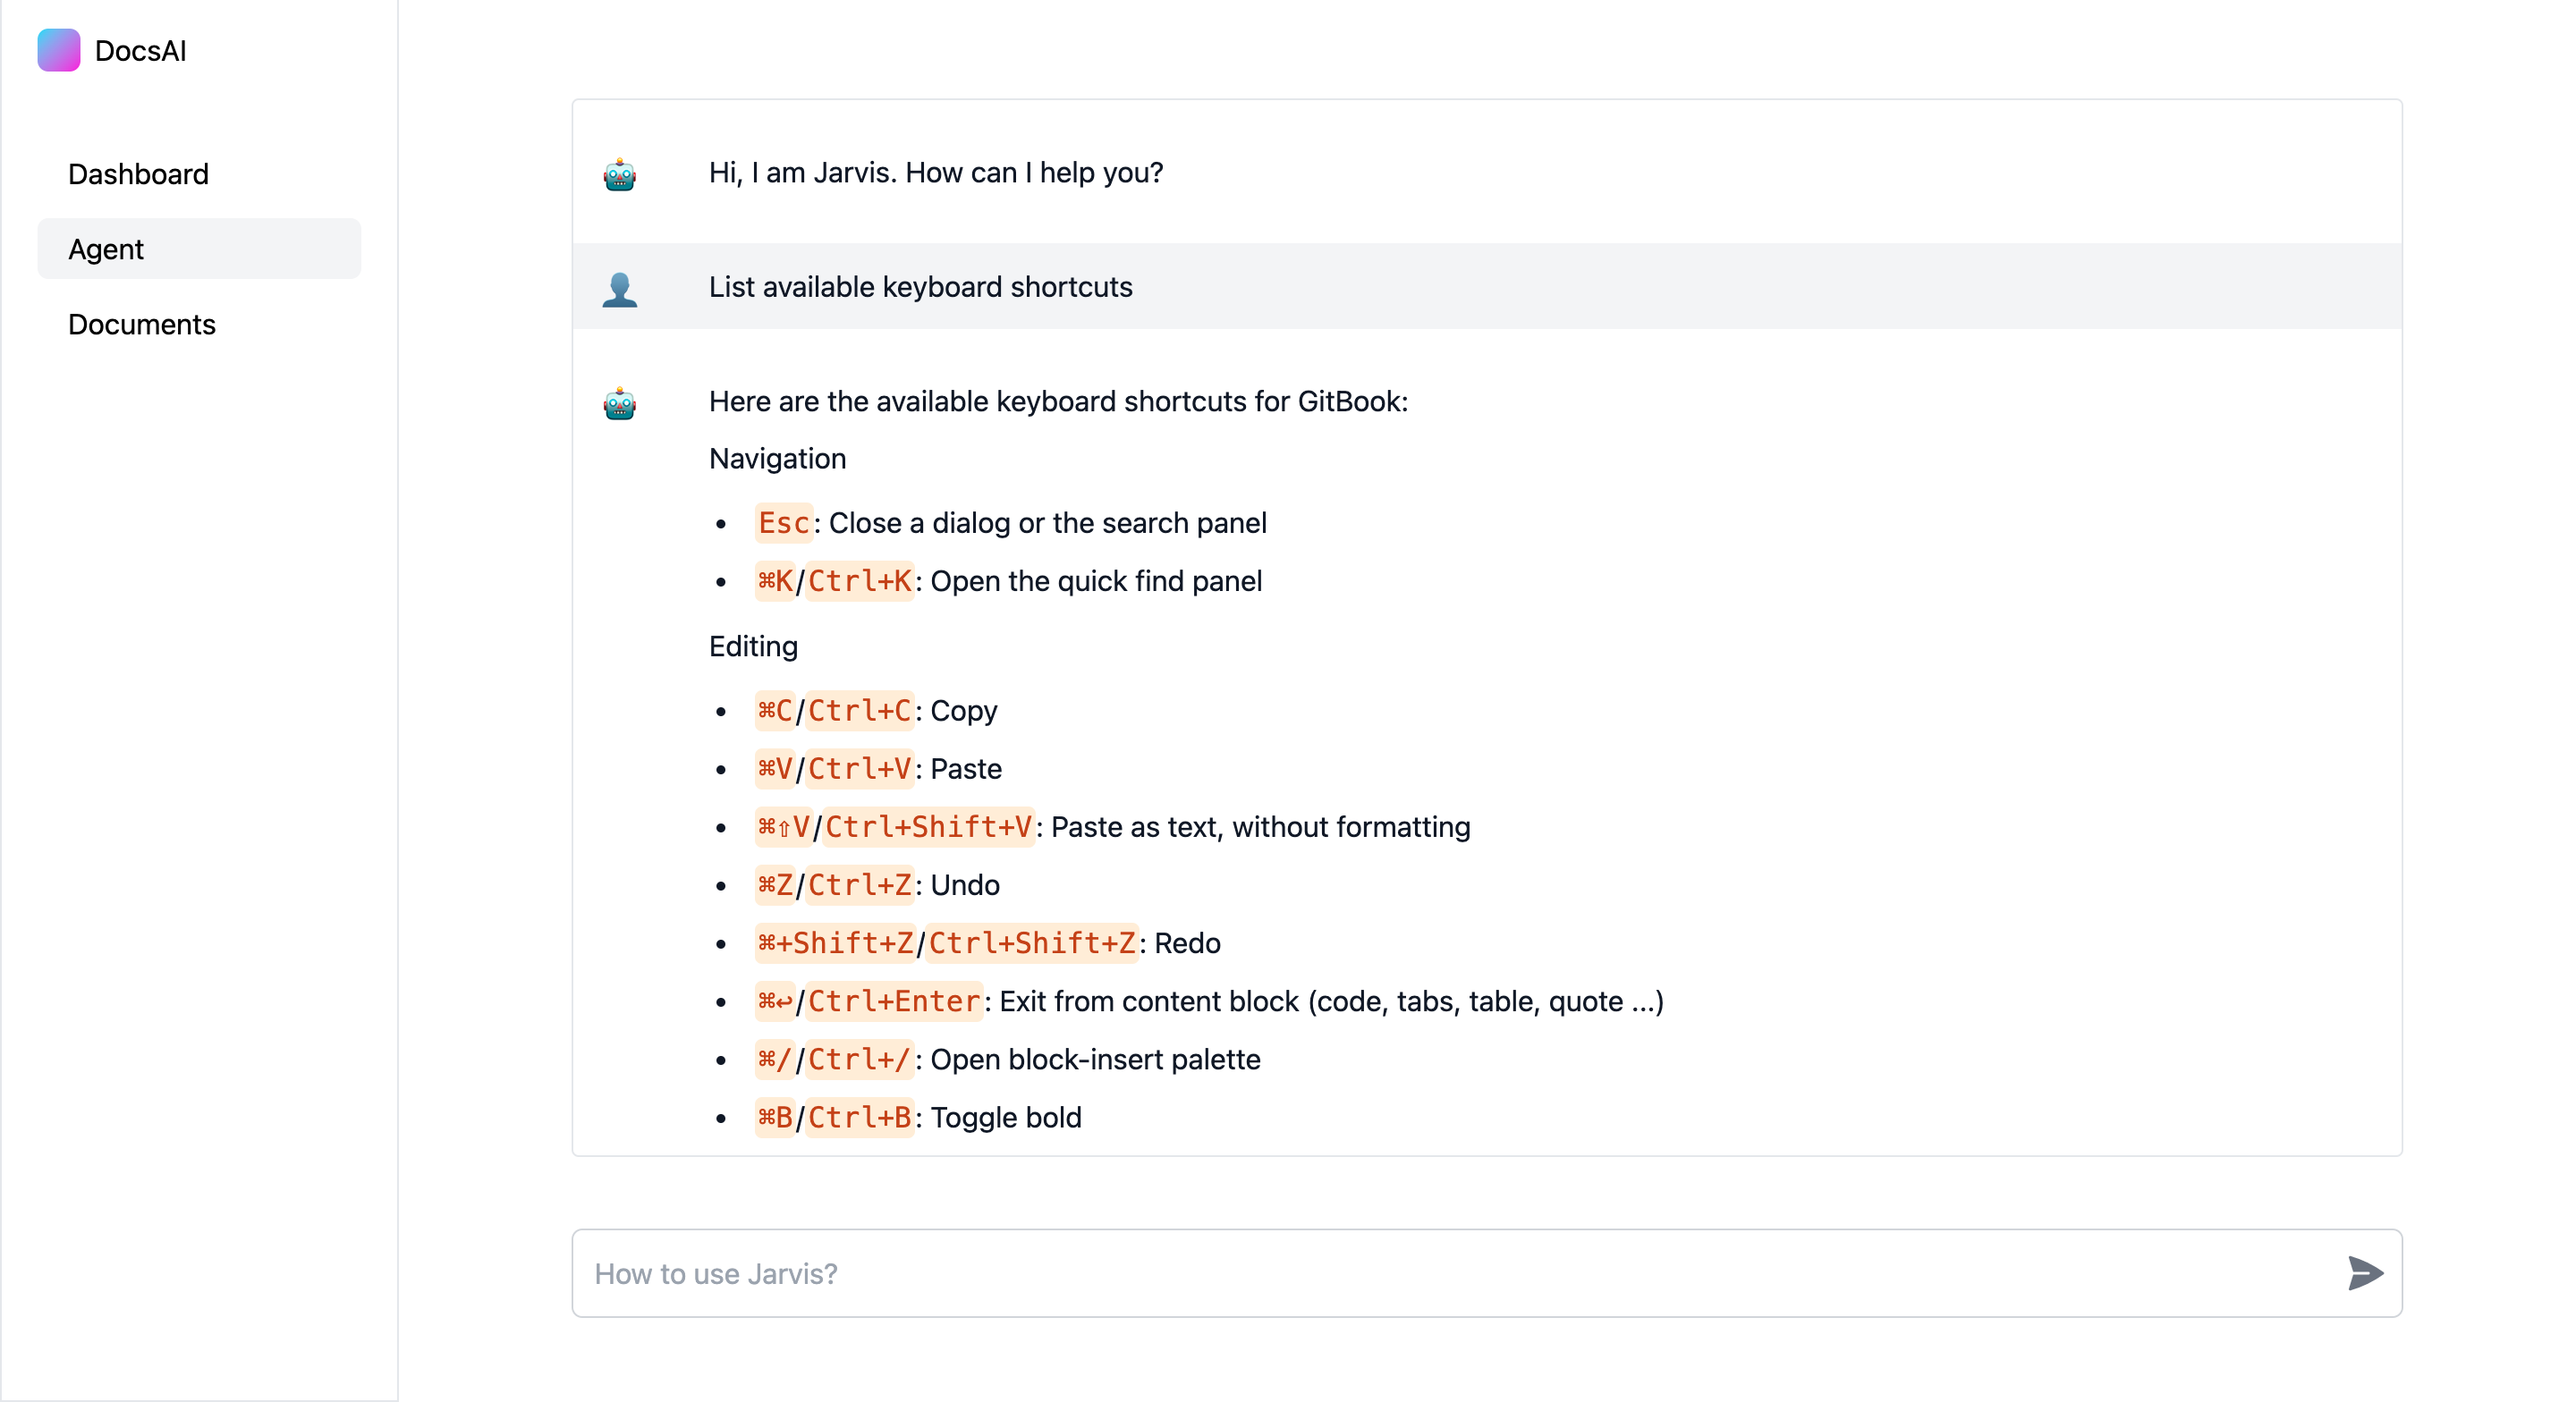 DocsAI
Dashboard
Agent
Documents
Hi, I am Jarvis. How can I help you?
List available keyboard shortcuts
Here are the available keyboard shortcuts for GitBook:
Navigation
• Esc: Close a dialog or the search panel
• ⌘K/Ctrl+K: Open the quick find panel
Editing
• ⌘C/Ctrl+C: Copy
• ⌘V/Ctrl+V: Paste
• ⌘⇧V/Ctrl+Shift+V: Paste as text, without formatting
• ⌘Z/Ctrl+Z: Undo
• ⌘+Shift+Z/Ctrl+Shift+Z: Redo
• ⌘↩/Ctrl+Enter: Exit from content block (code, tabs, table, quote ...)
• ⌘//Ctrl+/: Open block-insert palette
• ⌘B/Ctrl+B: Toggle bold
How to use Jarvis?